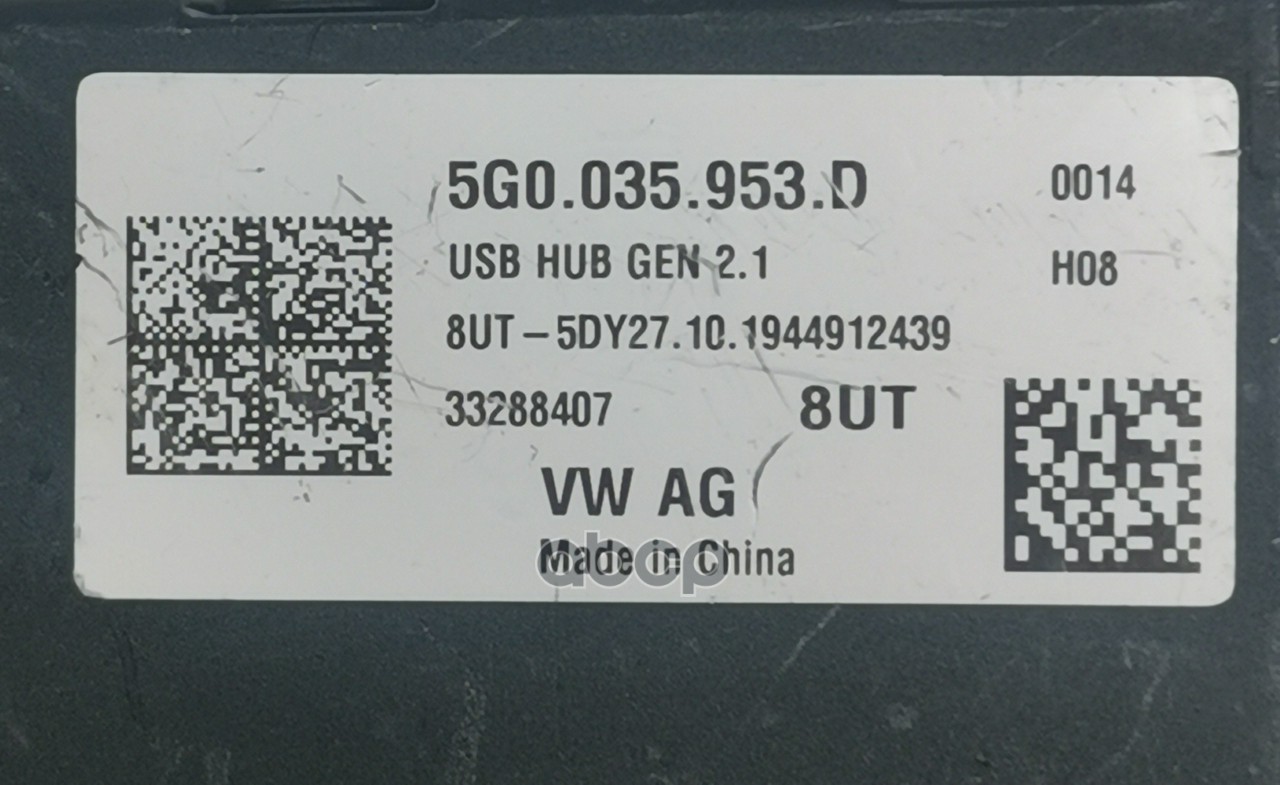 5G0.035.953.D 0014
USB HUB GEN 2.1 H08
8UT-5DY27.10.1944912439
33288407 8UT
VW AG
Made in China
abcp